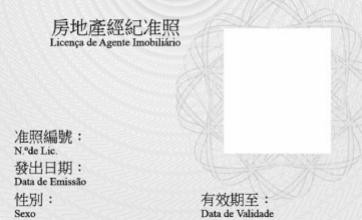 房地產經紀准照
Licença de Agente Imobiliário
准照編號：
N.ºde Lic.
發出日期：
Data de Emissão
性別： 有效期至：
Sexo Data de Validade